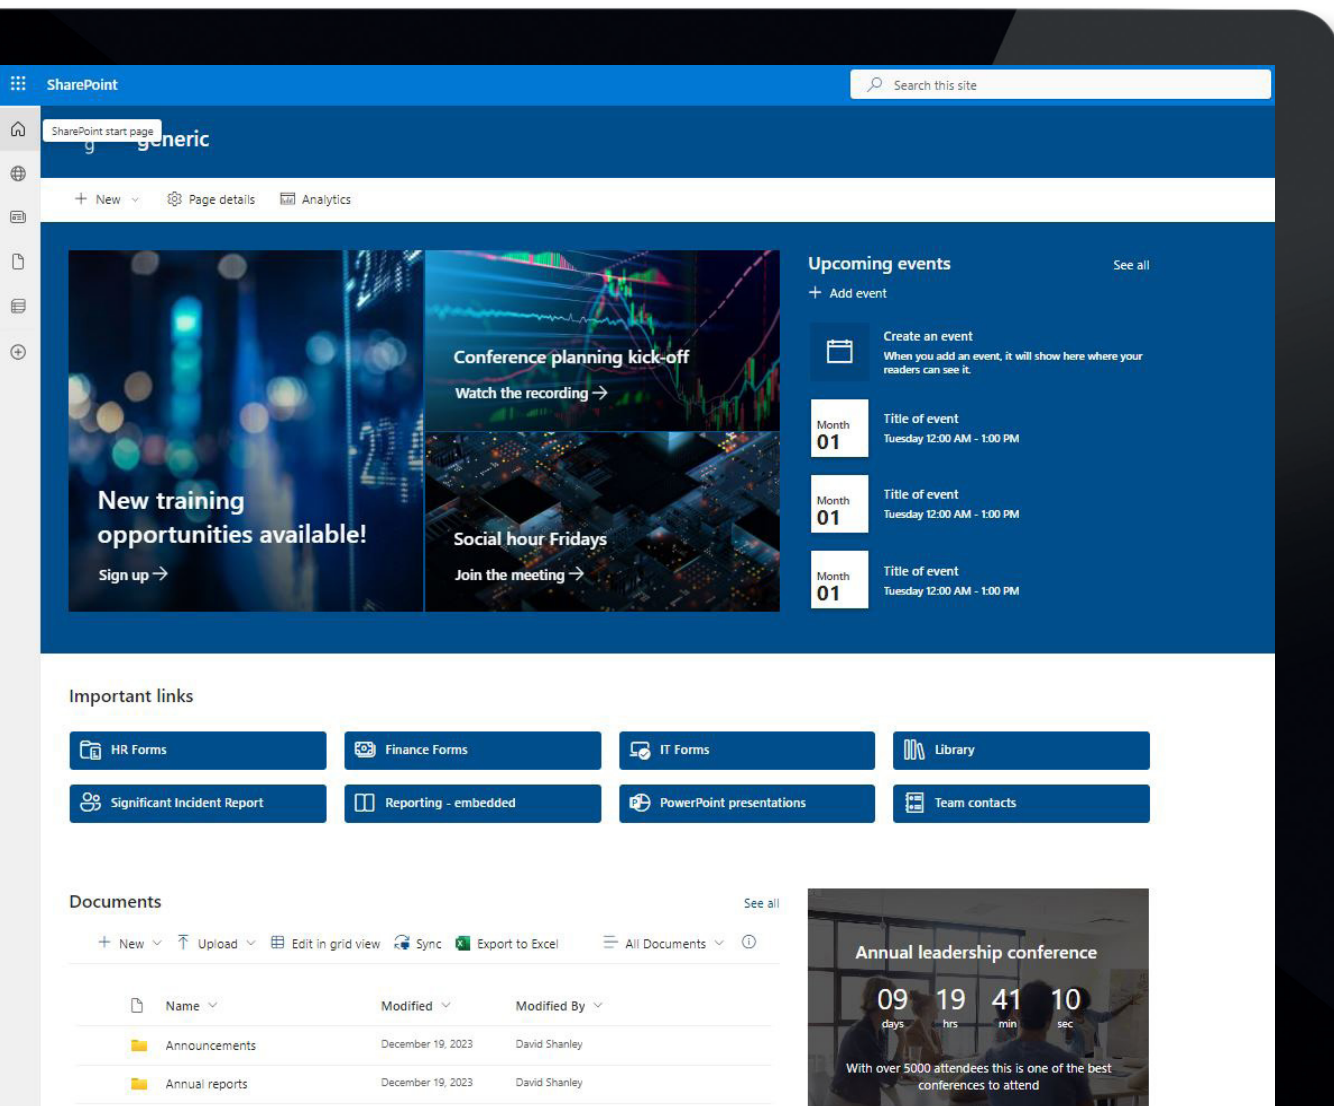 SharePoint
Search this site
SharePoint start page
g
generic
New
Page details
Analytics
New training
opportunities available!
Sign up
Conference planning kick-off
Watch the recording
Social hour Fridays
Join the meeting
Upcoming events
See all
Add event
Create an event
When you add an event, it will show here where your
readers can see it.
Month
01
Title of event
Tuesday 12:00 AM - 1:00 PM
Month
01
Title of event
Tuesday 12:00 AM - 1:00 PM
Month
01
Title of event
Tuesday 12:00 AM - 1:00 PM
Important links
HR Forms
Finance Forms
IT Forms
Library
Significant Incident Report
Reporting - embedded
PowerPoint presentations
Team contacts
Documents
See all
New
Upload
Edit in grid view
Sync
Export to Excel
All Documents
Name
Modified
Modified By
Announcements
December 19, 2023
David Shanley
Annual reports
December 19, 2023
David Shanley
Annual leadership conference
09 19 41 10
days hrs min sec
With over 5000 attendees this is one of the best
conferences to attend